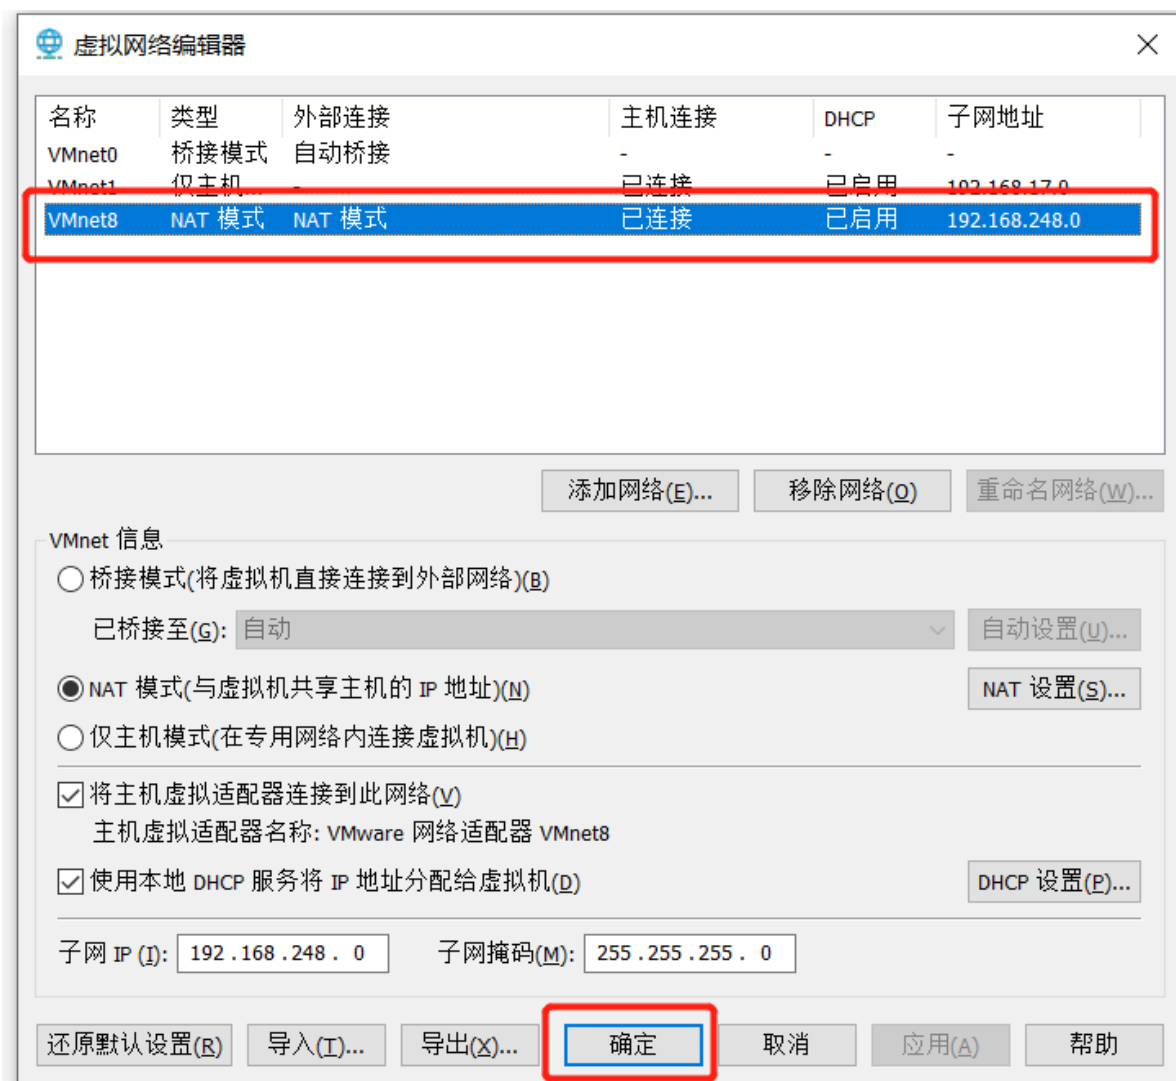 虚拟网络编辑器
名称 类型 外部连接 主机连接 DHCP 子网地址
VMnet0 桥接模式 自动桥接 - - -
VMnet1 仅主机... - 已连接 已启用 192.168.17.0
VMnet8 NAT 模式 NAT 模式 已连接 已启用 192.168.248.0
添加网络(E)... 移除网络(O) 重命名网络(W)...
VMnet 信息
桥接模式(将虚拟机直接连接到外部网络)(B)
已桥接至(G): 自动 自动设置(U)...
NAT 模式(与虚拟机共享主机的 IP 地址)(N) NAT 设置(S)...
仅主机模式(在专用网络内连接虚拟机)(H)
将主机虚拟适配器连接到此网络(V)
主机虚拟适配器名称: VMware 网络适配器 VMnet8
使用本地 DHCP 服务将 IP 地址分配给虚拟机(D) DHCP 设置(P)...
子网 IP (I): 192.168.248. 0 子网掩码(M): 255.255.255. 0
还原默认设置(R) 导入(T)... 导出(X)... 确定 取消 应用(A) 帮助